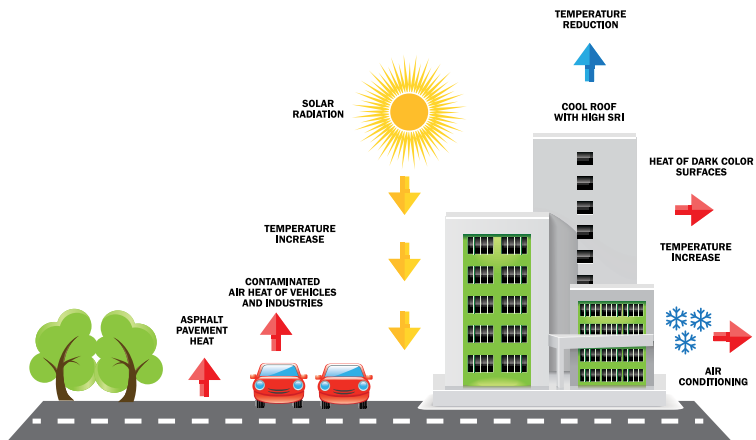 TEMPERATURE
REDUCTION
SOLAR
RADIATION
COOL ROOF
WITH HIGH SRI
HEAT OF DARK COLOR
SURFACES
TEMPERATURE
INCREASE
TEMPERATURE
INCREASE
CONTAMINATED
AIR HEAT OF VEHICLES
AND INDUSTRIES
ASPHALT
PAVEMENT
HEAT
AIR
CONDITIONING